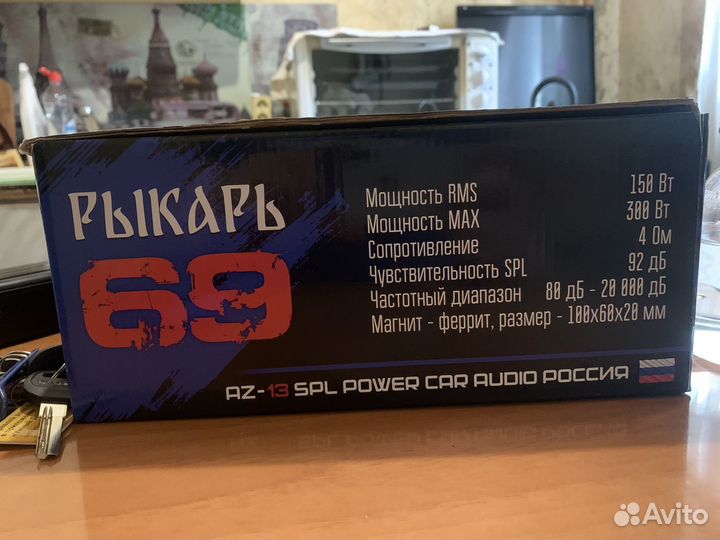 РЫКАРЬ
69
Мощность RMS 150 Вт
Мощность MAX 300 Вт
Сопротивление 4 Ом
Чувствительность SPL 92 дБ
Частотный диапазон 80 дБ - 20 000 дБ
Магнит - феррит, размер - 100x60x20 мм
AZ-13 SPL POWER CAR AUDIO РОССИЯ
Avito